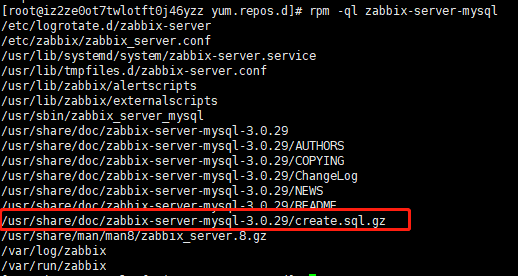 [root@iz2ze0ot7twlotft0j46yzz yum.repos.d]# rpm -ql zabbix-server-mysql
/etc/logrotate.d/zabbix-server
/etc/zabbix/zabbix_server.conf
/usr/lib/systemd/system/zabbix-server.service
/usr/lib/tmpfiles.d/zabbix-server.conf
/usr/lib/zabbix/alertscripts
/usr/lib/zabbix/externalscripts
/usr/sbin/zabbix_server_mysql
/usr/share/doc/zabbix-server-mysql-3.0.29
/usr/share/doc/zabbix-server-mysql-3.0.29/AUTHORS
/usr/share/doc/zabbix-server-mysql-3.0.29/COPYING
/usr/share/doc/zabbix-server-mysql-3.0.29/ChangeLog
/usr/share/doc/zabbix-server-mysql-3.0.29/NEWS
/usr/share/doc/zabbix-server-mysql-3.0.29/README
/usr/share/doc/zabbix-server-mysql-3.0.29/create.sql.gz
/usr/share/man/man8/zabbix_server.8.gz
/var/log/zabbix
/var/run/zabbix